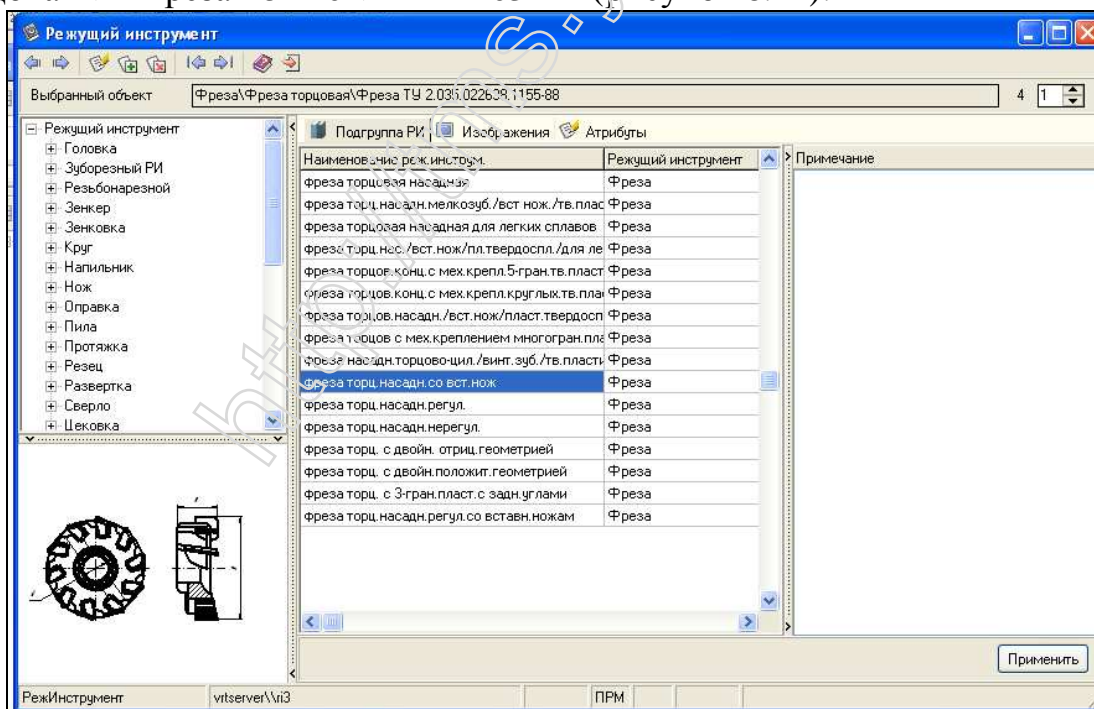 Режущий инструмент
Выбранный объект
Фреза\Фреза торцовая\Фреза ТУ 2.035.022638.1155-88
4
1
Режущий инструмент
Головка
Зуборезный РИ
Резьбонарезной
Зенкер
Зенковка
Круг
Напильник
Нож
Оправка
Пила
Протяжка
Резец
Развертка
Сверло
Цековка
Подгруппа РИ
Изображения
Атрибуты
Наименование реж.инструм.
Режущий инструмент
Примечание
фреза торцовая насадная Фреза
фреза торц.насадн.мелкозуб./вст нож./тв.плас Фреза
фреза торцовая насадная для легких сплавов Фреза
фреза торц.нас./вст.нож/пл.твердоспл./для ле Фреза
фреза торцов.конц.с мех.крепл.5-гран.тв.пласт Фреза
фреза торцов.конц.с мех.крепл.круглых.тв.пла Фреза
фреза торцов.насадн./вст.нож/пласт.твердосп Фреза
фреза торцов с мех.креплением многогран.пла Фреза
фреза насадн.торцово-цил./винт.зуб./тв.пласти Фреза
фреза торц.насадн.со вст.нож Фреза
фреза торц.насадн.регул. Фреза
фреза торц.насадн.нерегул. Фреза
фреза торц. с двойн. отриц.геометрией Фреза
фреза торц. с двойн.положит.геометрией Фреза
фреза торц. с 3-гран.пласт.с задн.углами Фреза
фреза торц.насадн.регул.со вставн.ножам Фреза
Применить
РежИнструмент
vrtserver\\ri3
ПРМ